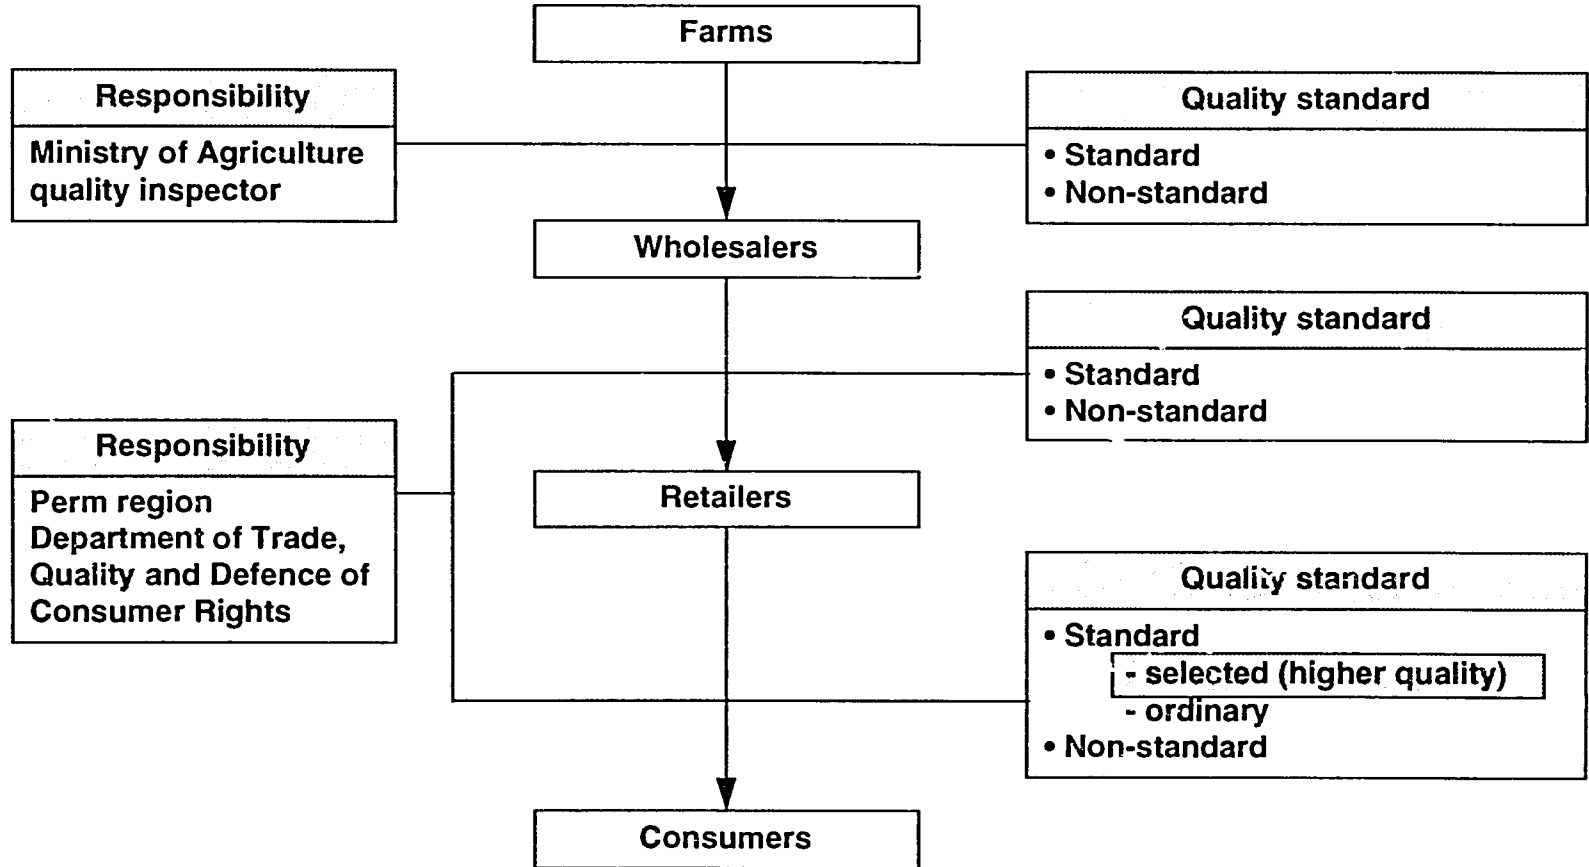 Farms
Responsibility
Ministry of Agriculture
quality inspector
Quality standard
• Standard
• Non-standard
Wholesalers
Quality standard
• Standard
• Non-standard
Responsibility
Perm region
Department of Trade,
Quality and Defence of
Consumer Rights
Retailers
Quality standard
• Standard
- selected (higher quality)
- ordinary
• Non-standard
Consumers